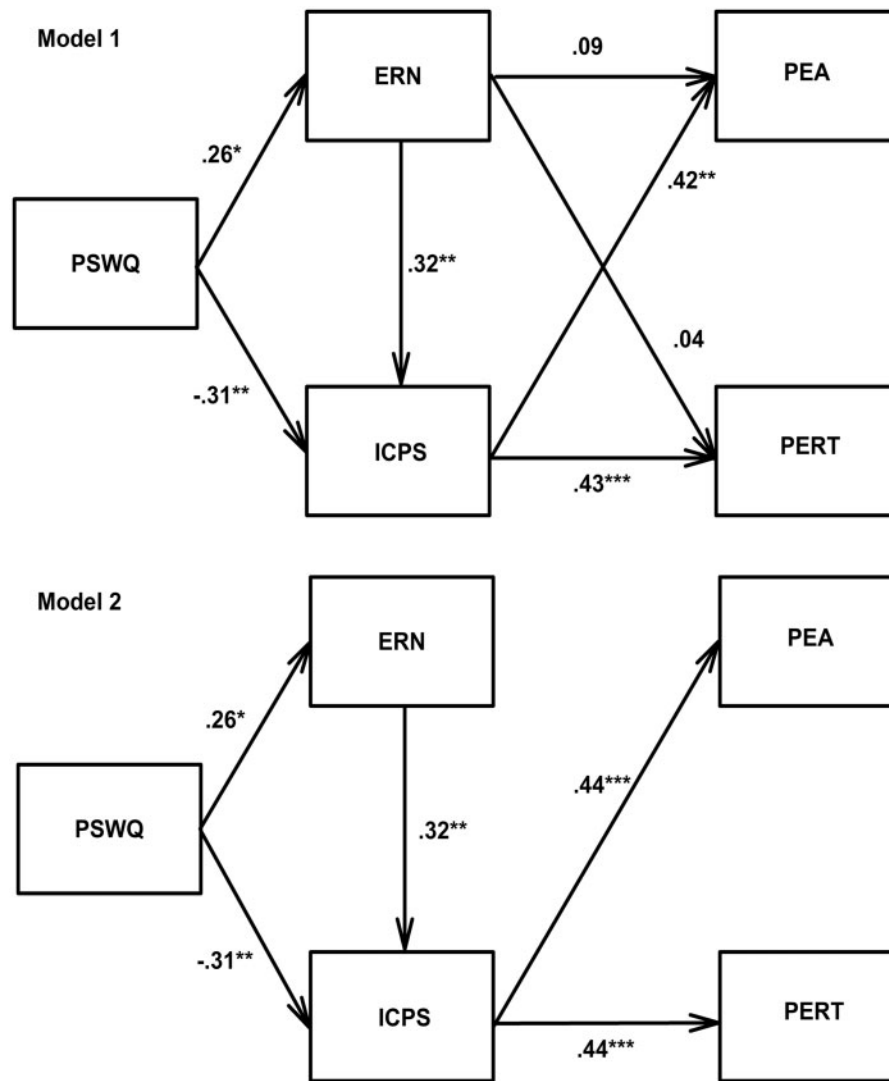 Model 1
ERN
.09
PEA
.26*
.42**
PSWQ
.32**
.04
-.31**
ICPS
PERT
.43***
Model 2
ERN
PEA
.26*
.44***
PSWQ
.32**
-.31**
ICPS
PERT
.44***